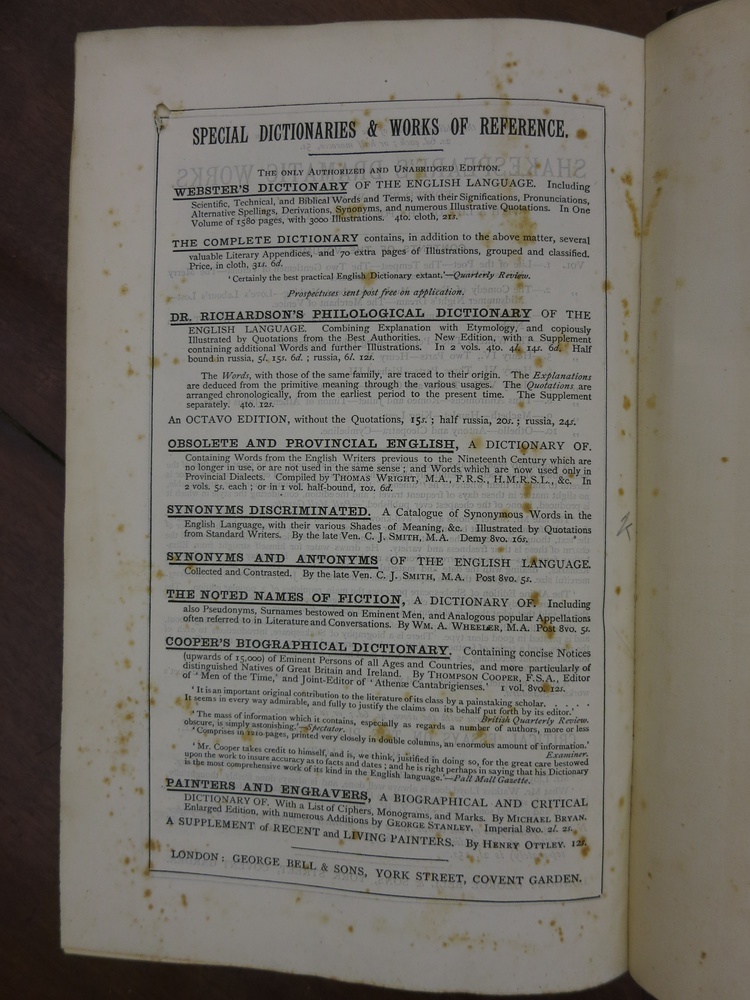 SPECIAL DICTIONARIES & WORKS OF REFERENCE.
THE ONLY AUTHORIZED AND UNABRIDGED EDITION.
WEBSTER'S DICTIONARY OF THE ENGLISH LANGUAGE. Including
Scientific, Technical, and Biblical Words and Terms, with their Significations, Pronunciations,
Alternative Spellings, Derivations, Synonyms, and numerous Illustrative Quotations. In One
Volume of 1580 pages, with 3000 Illustrations. 4to. cloth, 21s.
THE COMPLETE DICTIONARY contains, in addition to the above matter, several
valuable Literary Appendices, and 70 extra pages of Illustrations, grouped and classified.
Price, in cloth, 31s. 6d.
'Certainly the best practical English Dictionary extant.'—Quarterly Review.
Prospectuses sent post free on application.
DR. RICHARDSON'S PHILOLOGICAL DICTIONARY OF THE
ENGLISH LANGUAGE. Combining Explanation with Etymology, and copiously
Illustrated by Quotations from the Best Authorities. New Edition, with a Supplement
containing additional Words and further Illustrations. In 2 vols. 4to. 4l. 14s. 6d. Half
bound in russia, 5l. 15s. 6d.; russia, 6l. 12s.
The Words, with those of the same family, are traced to their origin. The Explanations
are deduced from the primitive meaning through the various usages. The Quotations are
arranged chronologically, from the earliest period to the present time. The Supplement
separately. 4to. 12s.
An OCTAVO EDITION, without the Quotations, 15s.; half russia, 20s.; russia, 24s.
OBSOLETE AND PROVINCIAL ENGLISH, A DICTIONARY OF.
Containing Words from the English Writers previous to the Nineteenth Century which are
no longer in use, or are not used in the same sense; and Words which are now used only in
Provincial Dialects. Compiled by THOMAS WRIGHT, M.A., F.R.S., H.M.R.S.L., &c. In
2 vols. 5s. each; or in 1 vol. half-bound, 10s. 6d.
SYNONYMS DISCRIMINATED. A Catalogue of Synonymous Words in the
English Language, with their various Shades of Meaning, &c. Illustrated by Quotations
from Standard Writers. By the late Ven. C. J. SMITH, M.A. Demy 8vo. 16s.
SYNONYMS AND ANTONYMS OF THE ENGLISH LANGUAGE.
Collected and Contrasted. By the late Ven. C. J. SMITH, M.A. Post 8vo. 5s.
THE NOTED NAMES OF FICTION, A DICTIONARY OF. Including
also Pseudonyms, Surnames bestowed on Eminent Men, and Analogous popular Appellations
often referred to in Literature and Conversations. By WM. A. WHEELER, M.A. Post 8vo. 5s.
COOPER'S BIOGRAPHICAL DICTIONARY. Containing concise Notices
(upwards of 15,000) of Eminent Persons of all Ages and Countries, and more particularly of
distinguished Natives of Great Britain and Ireland. By THOMPSON COOPER, F.S.A., Editor
of 'Men of the Time,' and Joint-Editor of 'Athenæ Cantabrigienses.' 1 vol. 8vo. 12s.
'It is an important original contribution to the literature of its class by a painstaking scholar. . . .
It seems in every way admirable, and fully to justify the claims on its behalf put forth by its editor.'
British Quarterly Review.
'The mass of information which it contains, especially as regards a number of authors, more or less
obscure, is simply astonishing.'—Spectator.
'Comprises in 1210 pages, printed very closely in double columns, an enormous amount of information.'
Examiner.
'Mr. Cooper takes credit to himself, and is, we think, justified in doing so, for the great care bestowed
upon the work to insure accuracy as to facts and dates; and he is right perhaps in saying that his Dictionary
is the most comprehensive work of its kind in the English language.'—Pall Mall Gazette.
PAINTERS AND ENGRAVERS, A BIOGRAPHICAL AND CRITICAL
DICTIONARY OF. With a List of Ciphers, Monograms, and Marks. By MICHAEL BRYAN.
Enlarged Edition, with numerous Additions by GEORGE STANLEY. Imperial 8vo. 2l. 2s.
A SUPPLEMENT of RECENT and LIVING PAINTERS. By HENRY OTTLEY. 12s.
LONDON: GEORGE BELL & SONS, YORK STREET, COVENT GARDEN.